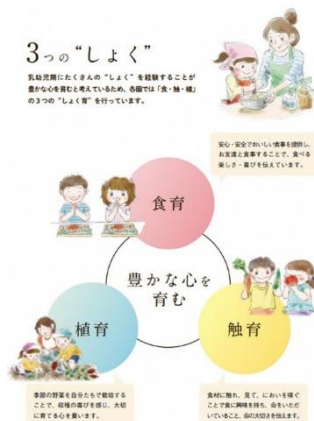 3つの“しょく”
乳幼児期にたくさんの“しょく”を経験することが
豊かな心を育むと考えているため、各園では「食・触・植」
の3つの“しょく育”を行っています。
安心・安全でおいしい食事を提供し、
お友達と食事することで、食べる
楽しさ・喜びを伝えています。
食育
豊かな心を
育む
植育
触育
季節の野菜を自分たちで栽培する
ことで、収穫の喜びを感じ、大切
に育てる心を養います。
食材に触れ、見て、においを嗅ぐ
ことで食に興味を持ち、命をいただ
いていること、命の大切さを伝えます。